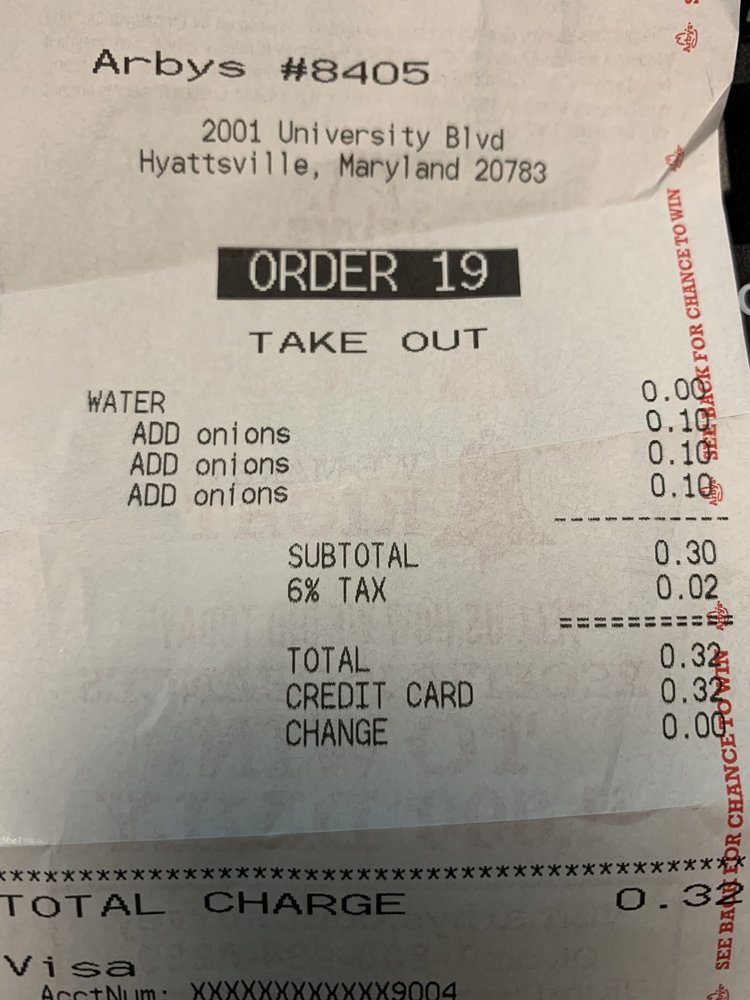 Arbys #8405
2001 University Blvd
Hyattsville, Maryland 20783
ORDER 19
TAKE OUT
WATER 0.00
ADD onions 0.10
ADD onions 0.10
ADD onions 0.10
SUBTOTAL 0.30
6% TAX 0.02
TOTAL 0.32
CREDIT CARD 0.32
CHANGE 0.00
*****************************************************
TOTAL CHARGE 0.32
Visa
AcctNum: XXXXXXXXXXXX9004
Arbys
SEE BACK FOR CHANCE TO WIN
Arbys
SEE BACK FOR CHANCE TO WIN